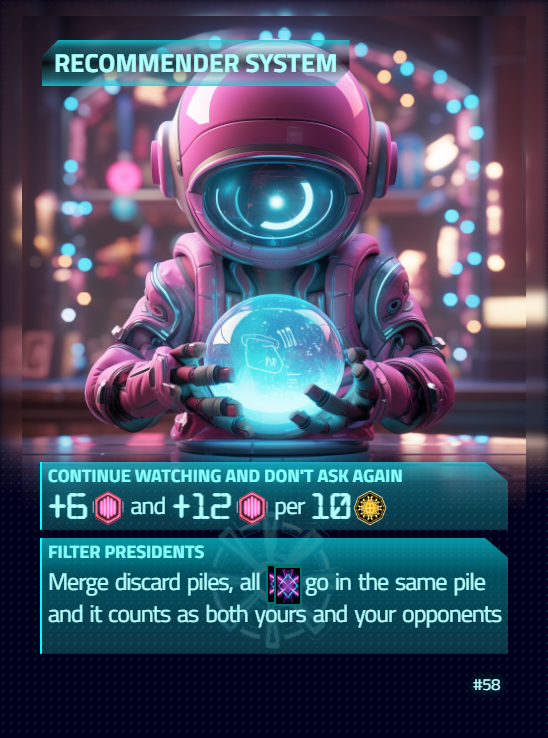 RECOMMENDER SYSTEM
CONTINUE WATCHING AND DON'T ASK AGAIN
+6 and +12 per 10
FILTER PRESIDENTS
Merge discard piles, all go in the same pile
and it counts as both yours and your opponents
#58